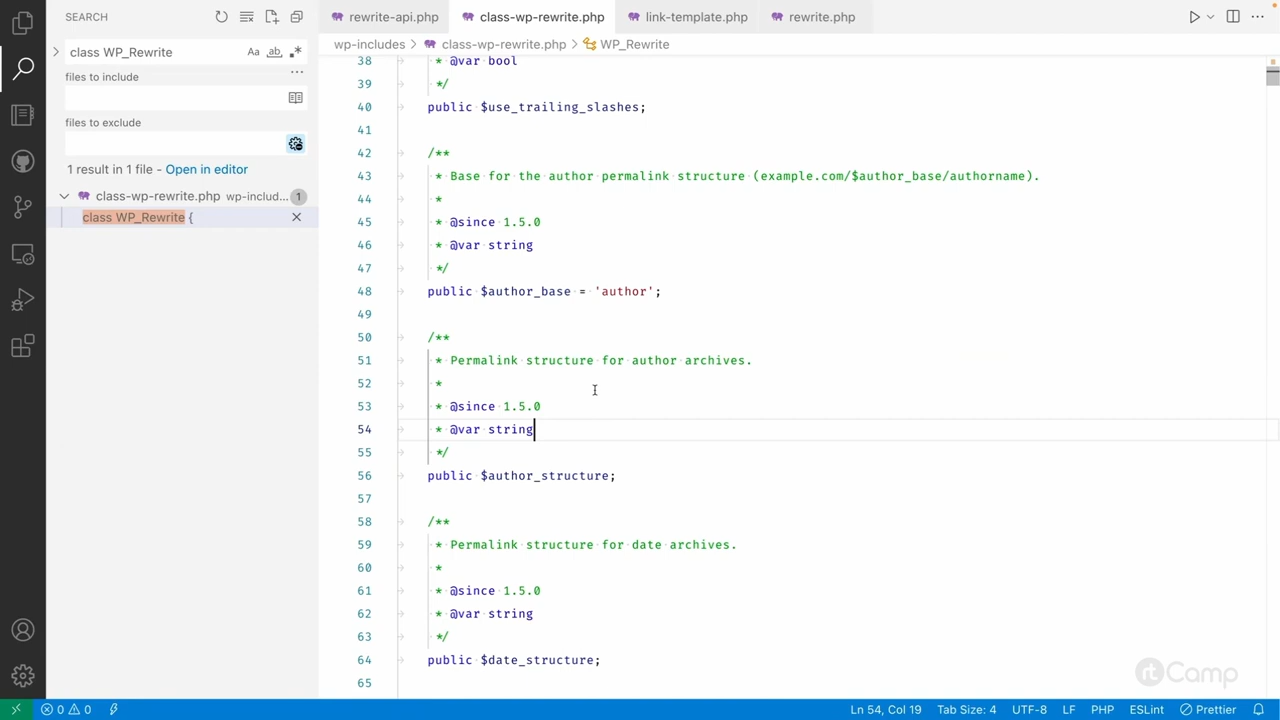 SEARCH
class WP_Rewrite
Aa
ab
files to include
files to exclude
1 result in 1 file - Open in editor
class-wp-rewrite.php wp-includ... 1
class WP_Rewrite {
rewrite-api.php
class-wp-rewrite.php
link-template.php
rewrite.php
wp-includes > class-wp-rewrite.php > WP_Rewrite
38 * @var bool
39 */
40 public $use_trailing_slashes;
41
42 /**
43 * Base for the author permalink structure (example.com/$author_base/authorname).
44 *
45 * @since 1.5.0
46 * @var string
47 */
48 public $author_base = 'author';
49
50 /**
51 * Permalink structure for author archives.
52 *
53 * @since 1.5.0
54 * @var string
55 */
56 public $author_structure;
57
58 /**
59 * Permalink structure for date archives.
60 *
61 * @since 1.5.0
62 * @var string
63 */
64 public $date_structure;
65
rtCamp
0 0
Ln 54, Col 19 Tab Size: 4 UTF-8 LF PHP ESLint Prettier